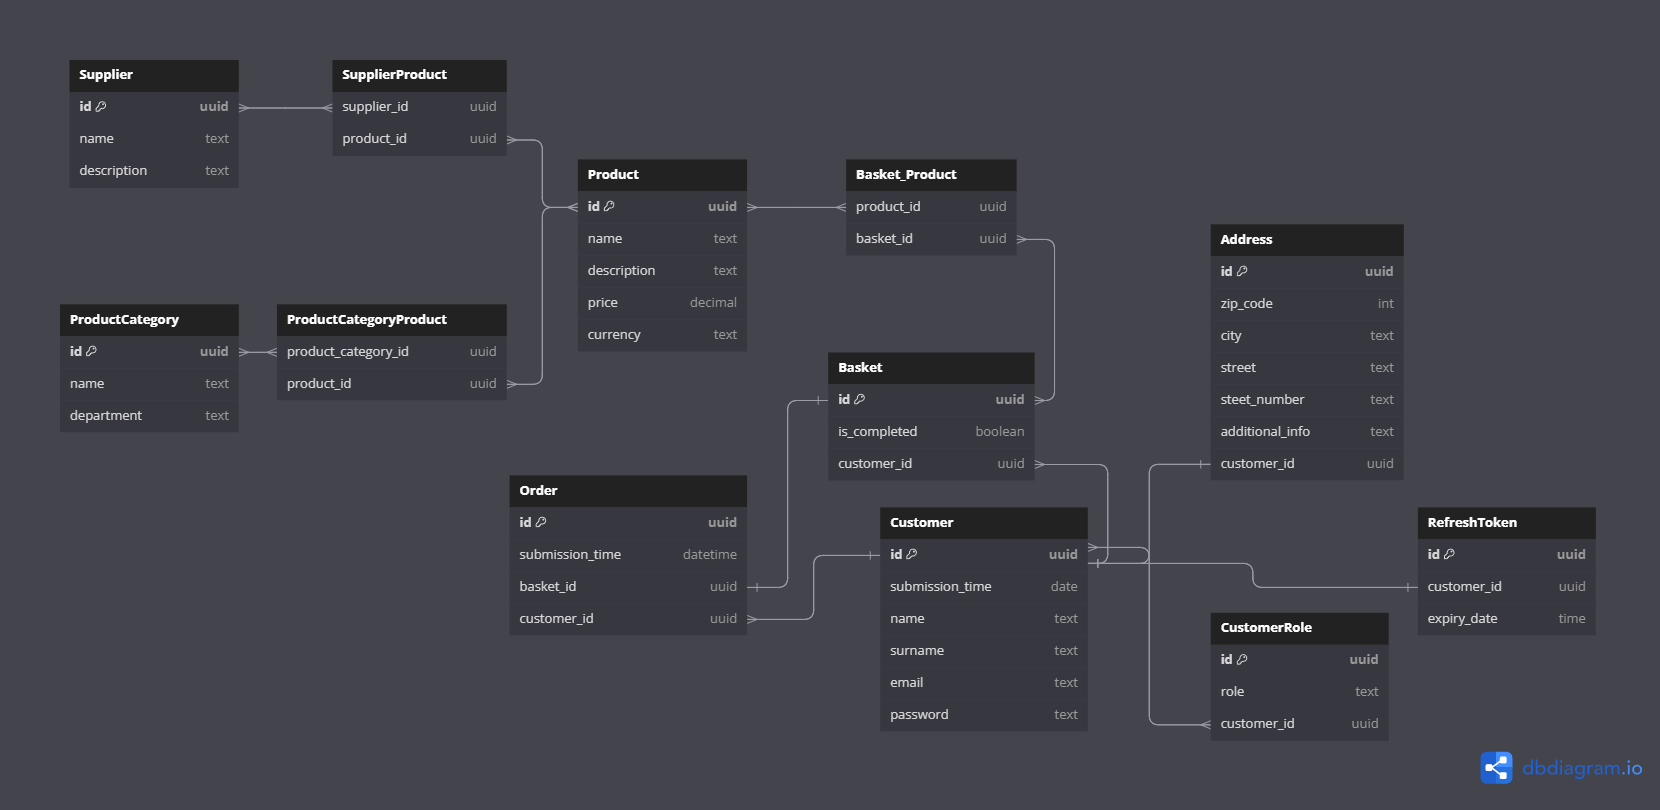 Supplier
id uuid
name text
description text
SupplierProduct
supplier_id uuid
product_id uuid
Product
id uuid
name text
description text
price decimal
currency text
Basket_Product
product_id uuid
basket_id uuid
Address
id uuid
zip_code int
city text
street text
steet_number text
additional_info text
customer_id uuid
ProductCategory
id uuid
name text
department text
ProductCategoryProduct
product_category_id uuid
product_id uuid
Basket
id uuid
is_completed boolean
customer_id uuid
Order
id uuid
submission_time datetime
basket_id uuid
customer_id uuid
Customer
id uuid
submission_time date
name text
surname text
email text
password text
RefreshToken
id uuid
customer_id uuid
expiry_date time
CustomerRole
id uuid
role text
customer_id uuid
dbdiagram.io